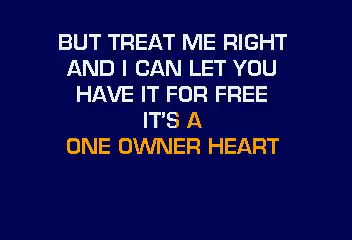 BUT TREAT ME RIGHT
AND I CAN LET YOU
HAVE IT FOR FREE
IT'S A
ONE OWNER HEART